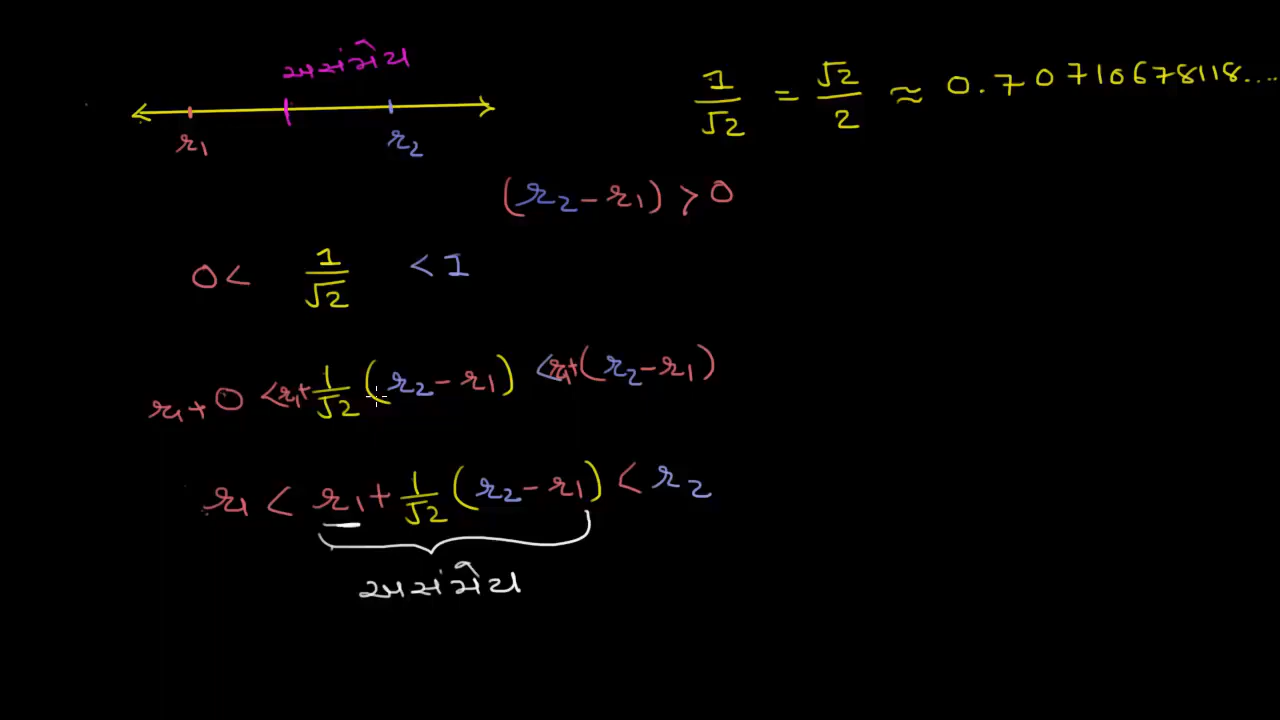 અસંમેય
r₁ r₂
1/√2 = √2/2 ≈ 0.70710678118....
(r₂ - r₁) > 0
0 < 1/√2 < 1
r₁ + 0 < r₁ + 1/√2 (r₂ - r₁) < r₁ + (r₂ - r₁)
r₁ < r₁ + 1/√2 (r₂ - r₁) < r₂
અસંમેય